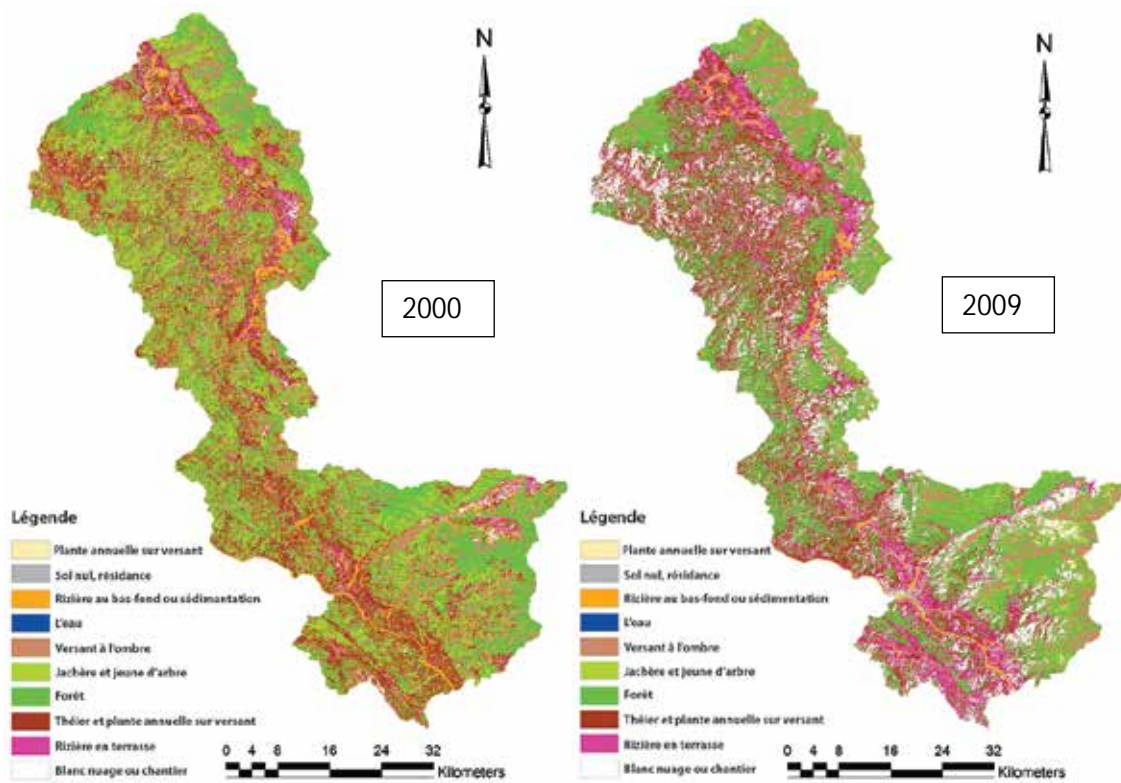 N
2000
Légende
Plante annuelle sur versant
Sol nul, résidance
Rizière au bas-fond ou sédimantation
L'eau
Versant à l'ombre
Jachère et jeune d'arbre
Forêt
Théier et plante annuelle sur versant
Rizière en terrasse
Blanc nuage ou chantier
0 4 8 16 24 32
Kilometers
N
2009
Légende
Plante annuelle sur versant
Sol nul, résidance
Rizière au bas-fond ou sédimantation
L'eau
Versant à l'ombre
Jachère et jeune d'arbre
Forêt
Théier et plante annuelle sur versant
Rizière en terrasse
Blanc nuage ou chantier
0 4 8 16 24 32
Kilometers